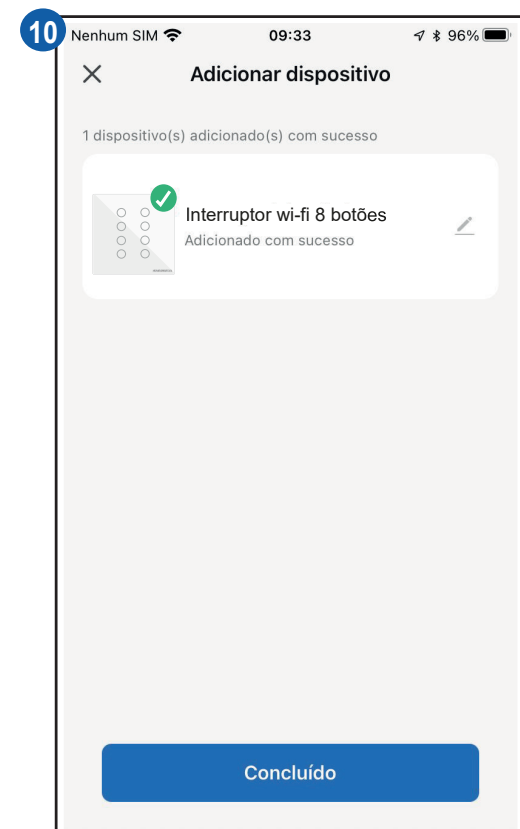 10
Nenhum SIM 09:33 96%
Adicionar dispositivo
1 dispositivo(s) adicionado(s) com sucesso
Interruptor wi-fi 8 botões
Adicionado com sucesso
Concluído